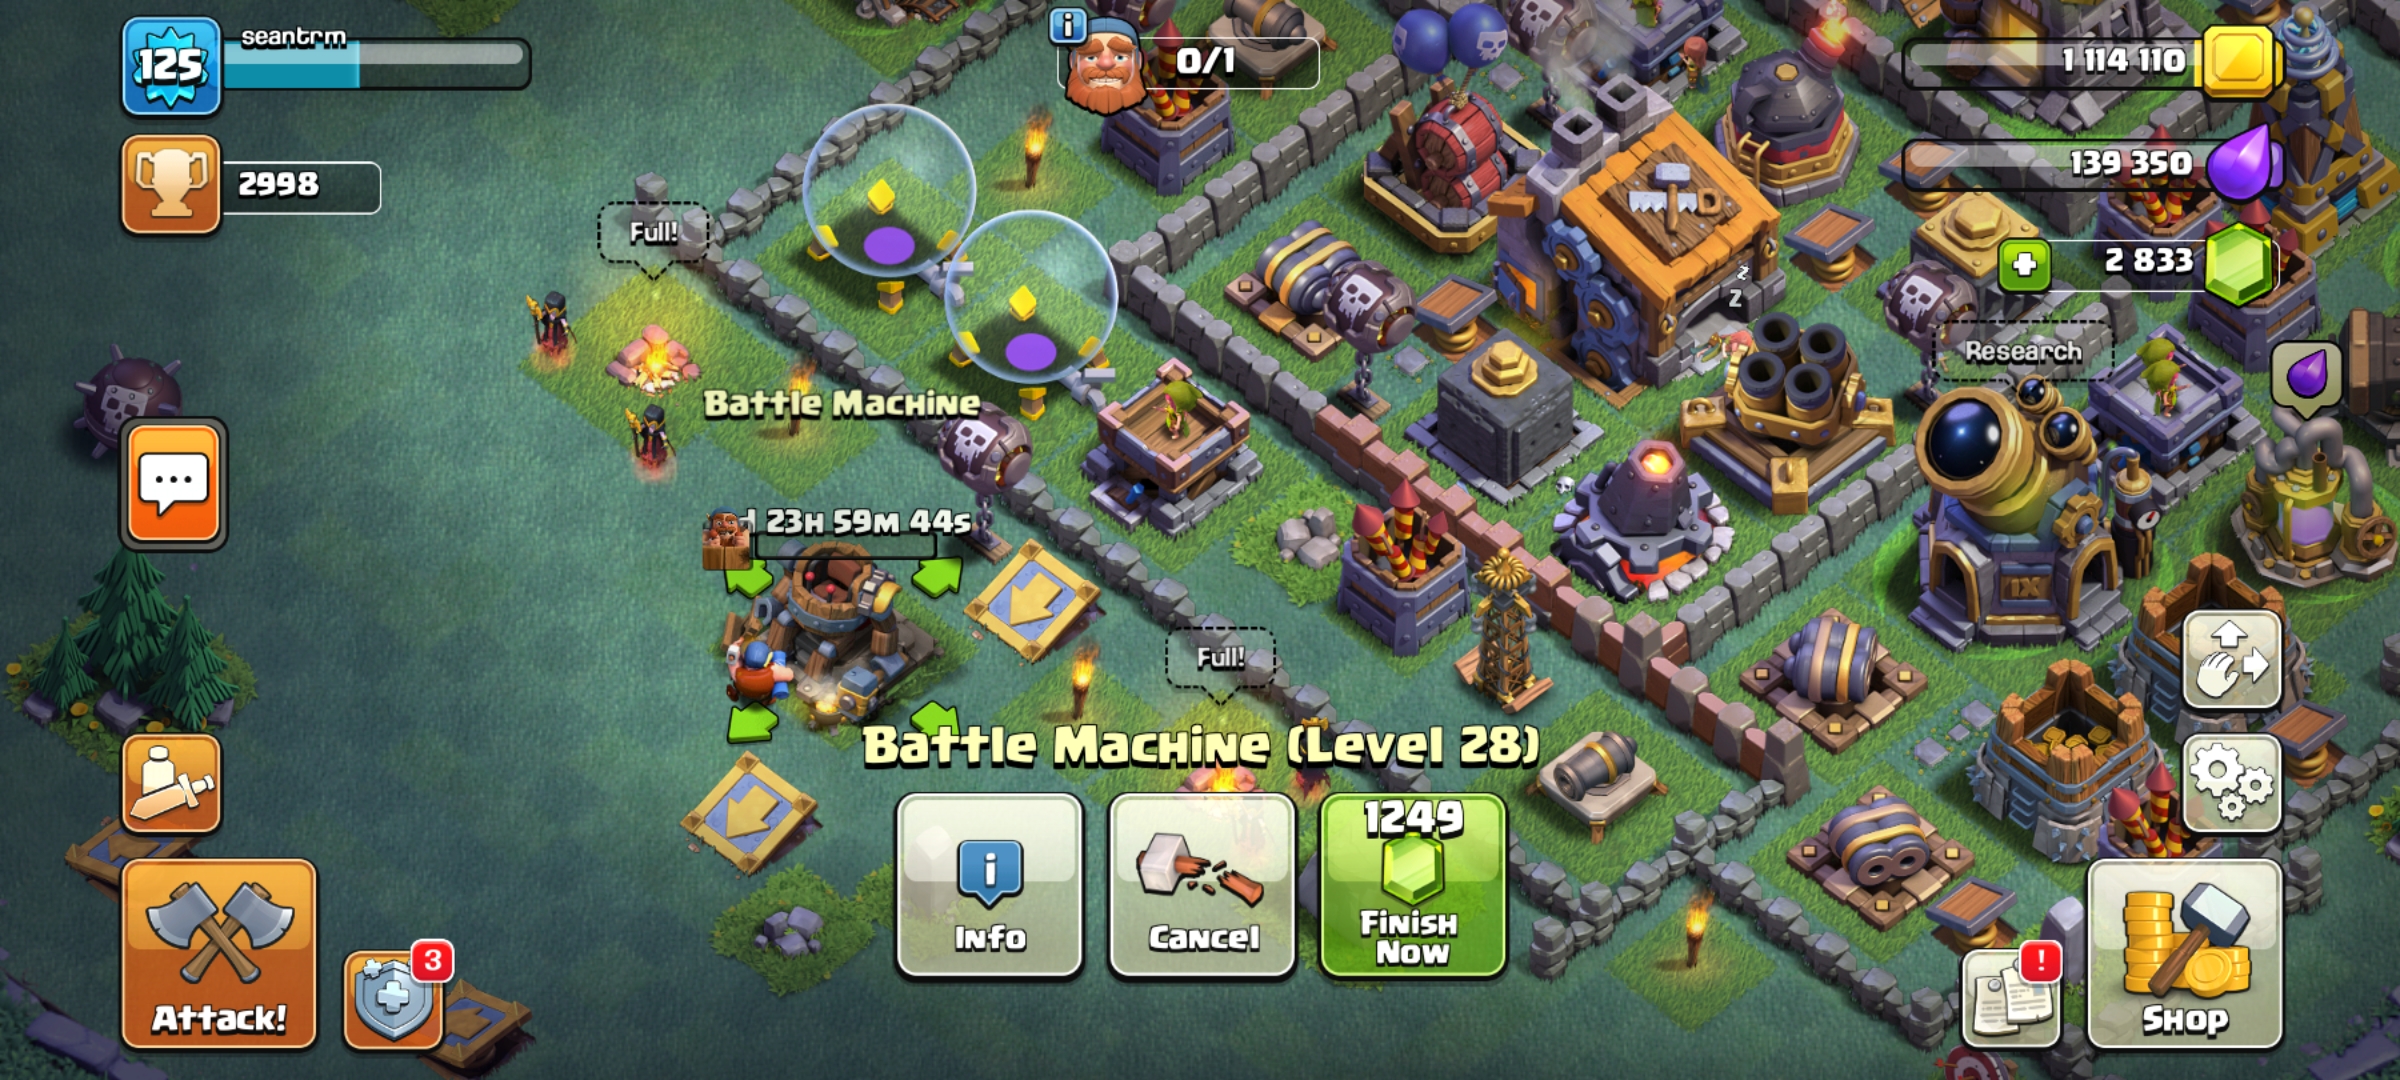 seantrm
125
0/1
1 114 110
139 350
2998
Full!
2 833
Research
Battle Machine
23H 59M 44s
IX
Full!
Battle Machine (Level 28)
1249
Info
Cancel
Finish
Now
3
!
Attack!
Shop
z
z